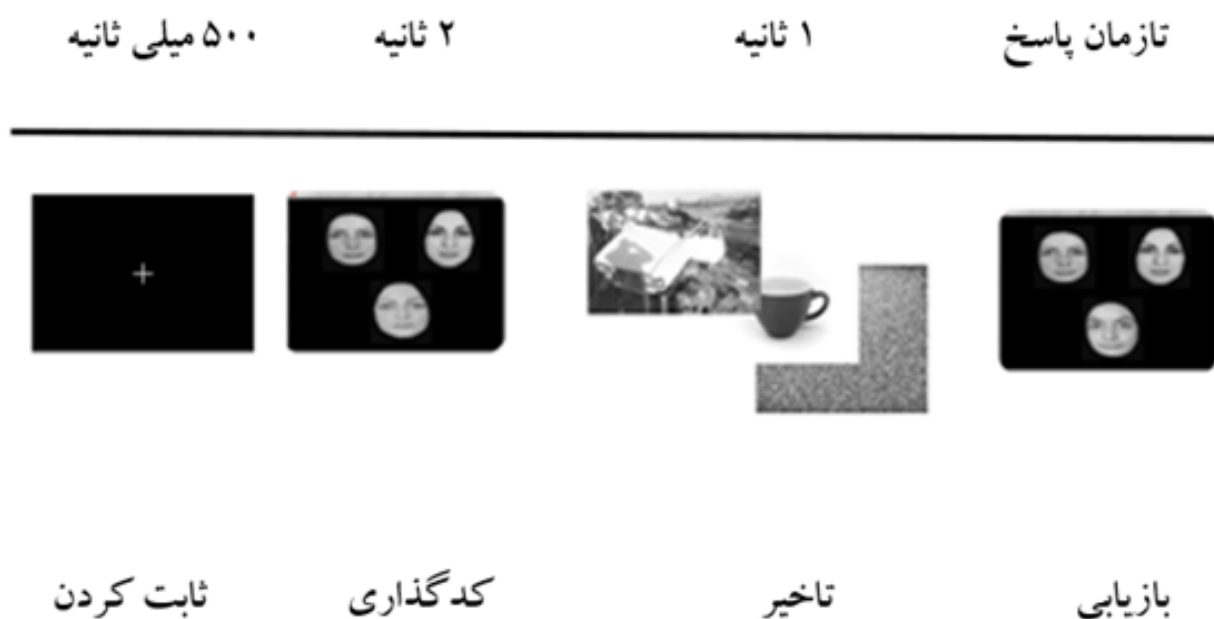 ۵۰۰ میلی ثانیه
۲ ثانیه
۱ ثانیه
تازمان پاسخ
ثابت کردن
کدگذاری
تاخیر
بازیابی